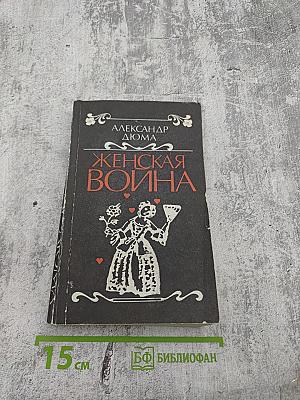 АЛЕКСАНДР
ДЮМА
ЖЕНСКАЯ
ВОЙНА
15 см
БФ БИБЛИОФАН